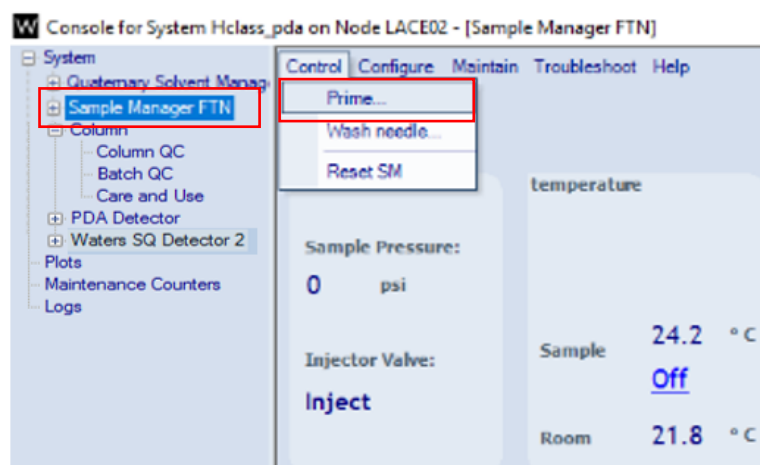 W Console for System Hclass_pda on Node LACE02 - [Sample Manager FTN]
System
Quaternary Solvent Manag
Sample Manager FTN
Column
Column QC
Batch QC
Care and Use
PDA Detector
Waters SQ Detector 2
Plots
Maintenance Counters
Logs
Control Configure Maintain Troubleshoot Help
Prime...
Wash needle...
Reset SM
Sample Pressure:
0 psi
Injector Valve:
Inject
temperature
Sample 24.2 °C
Off
Room 21.8 °C